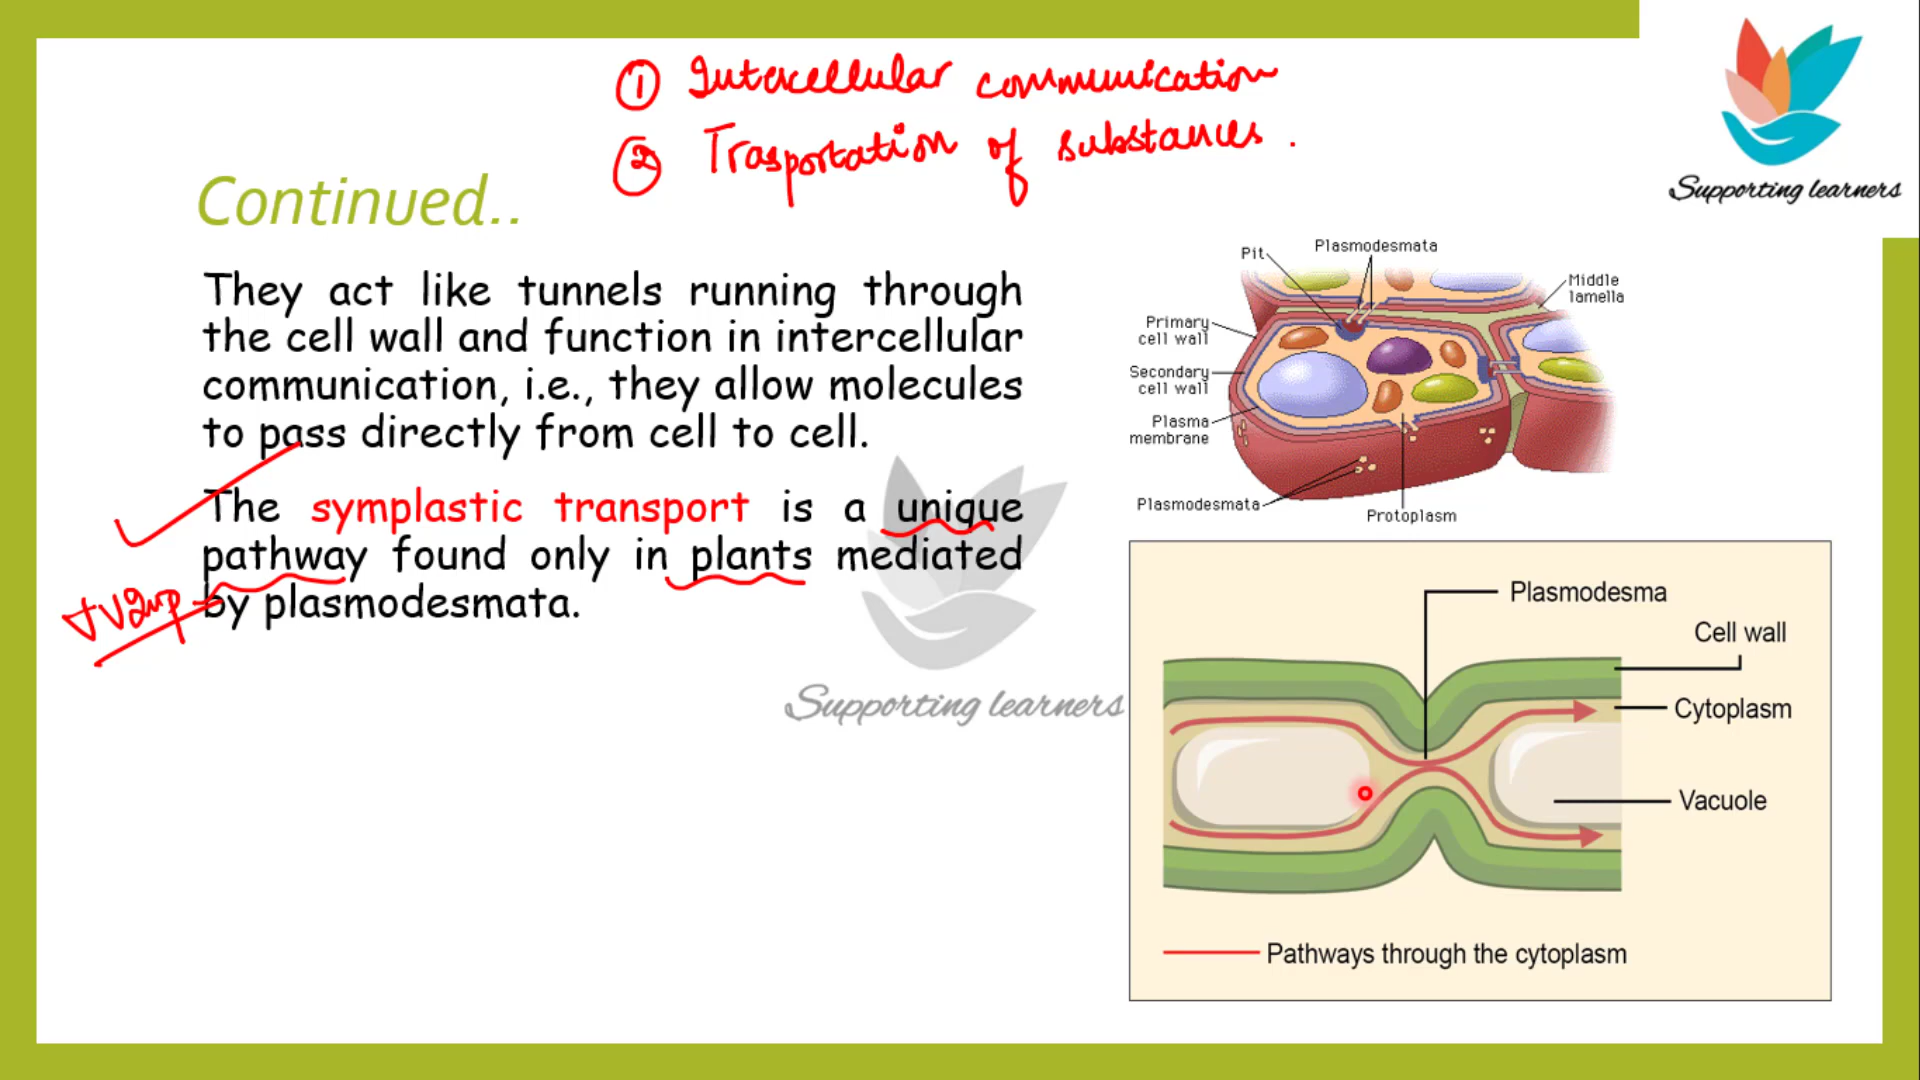 ① Intercellular communication
② Trasportation of substances.
Supporting learners
Continued..
They act like tunnels running through
the cell wall and function in intercellular
communication, i.e., they allow molecules
to pass directly from cell to cell.
The symplastic transport is a unique
pathway found only in plants mediated
by plasmodesmata.
Supporting learners
Pit
Plasmodesmata
Middle
lamella
Primary
cell wall
Secondary
cell wall
Plasma
membrane
Plasmodesmata
Protoplasm
Plasmodesma
Cell wall
Cytoplasm
Vacuole
Pathways through the cytoplasm